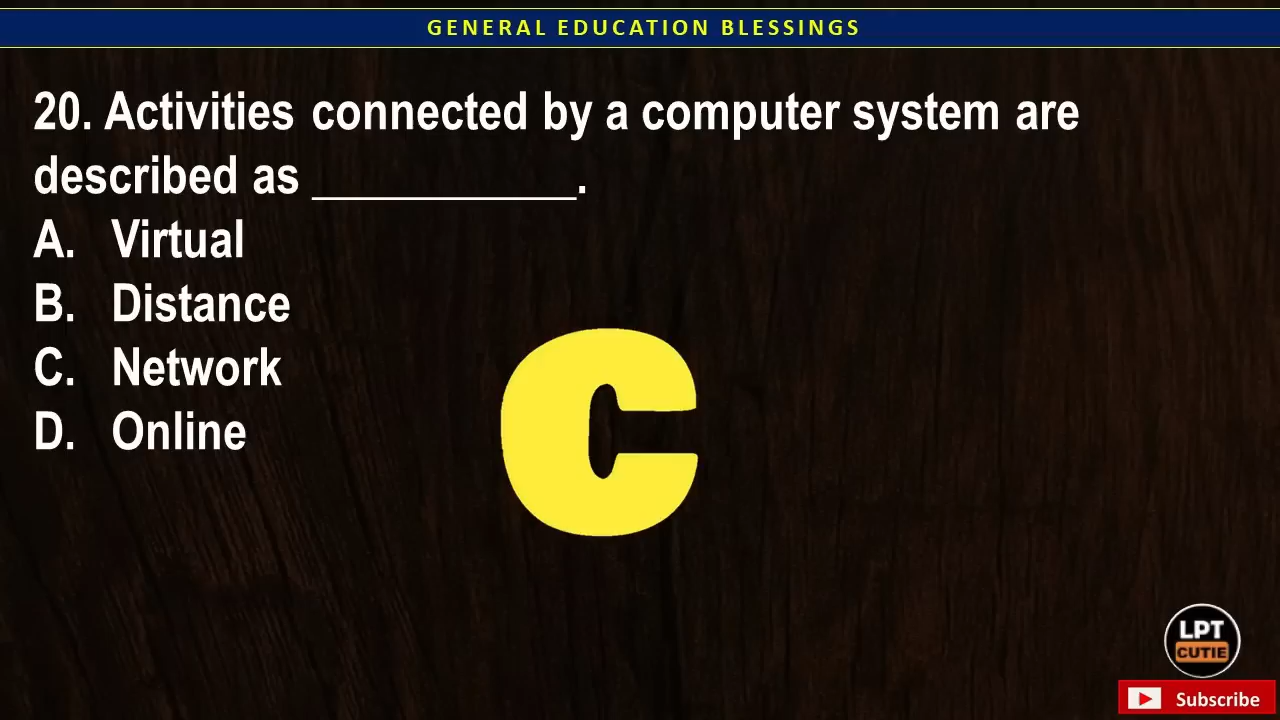 GENERAL EDUCATION BLESSINGS
20. Activities connected by a computer system are
described as ____________.
A. Virtual
B. Distance
C. Network
D. Online
C
LPT
CUTIE
Subscribe